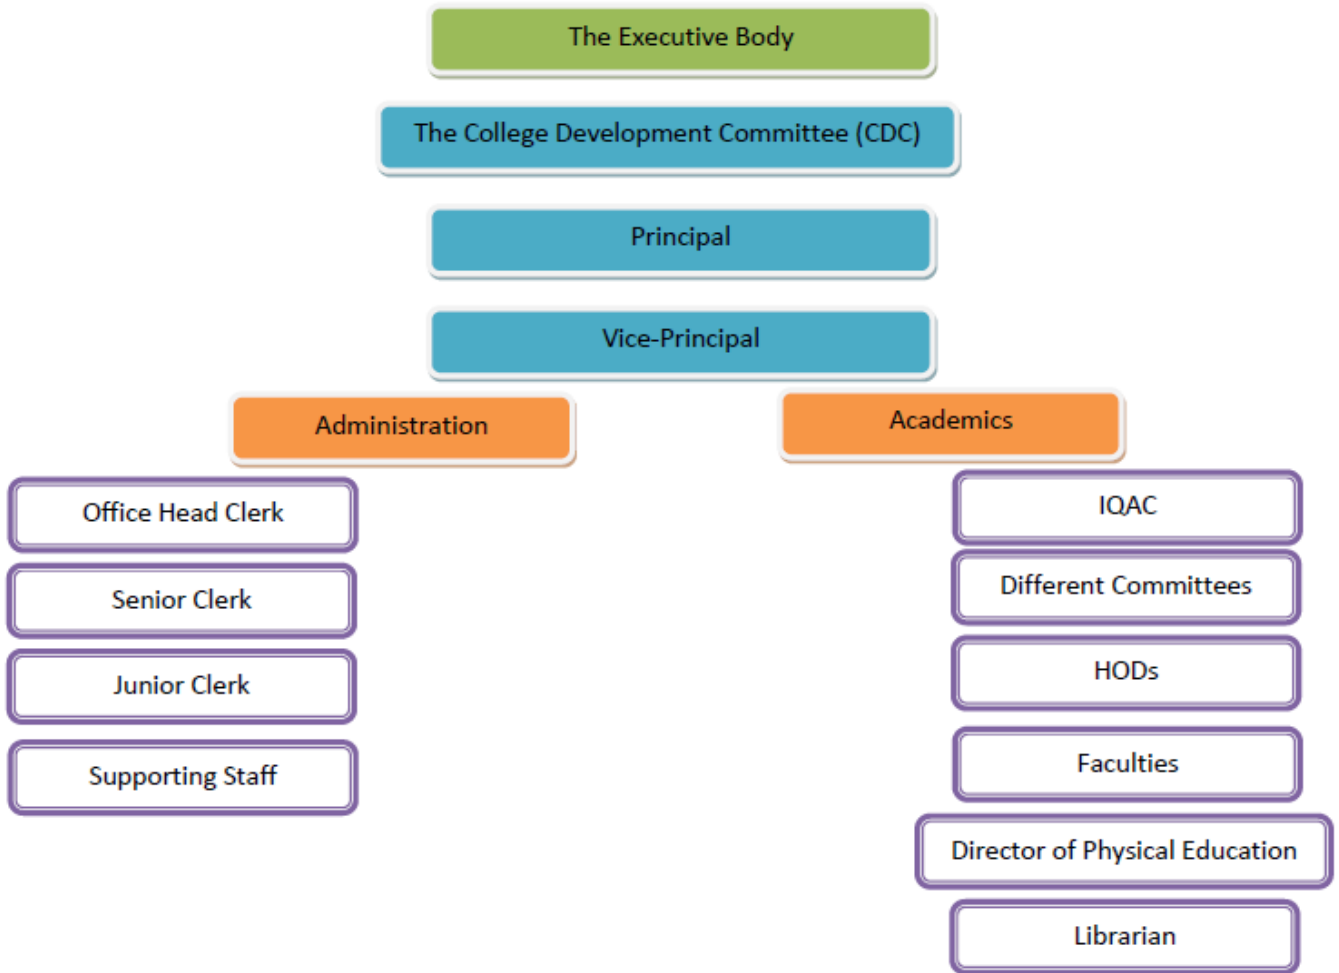 The Executive Body
The College Development Committee (CDC)
Principal
Vice-Principal
Administration
Academics
Office Head Clerk
Senior Clerk
Junior Clerk
Supporting Staff
IQAC
Different Committees
HODs
Faculties
Director of Physical Education
Librarian